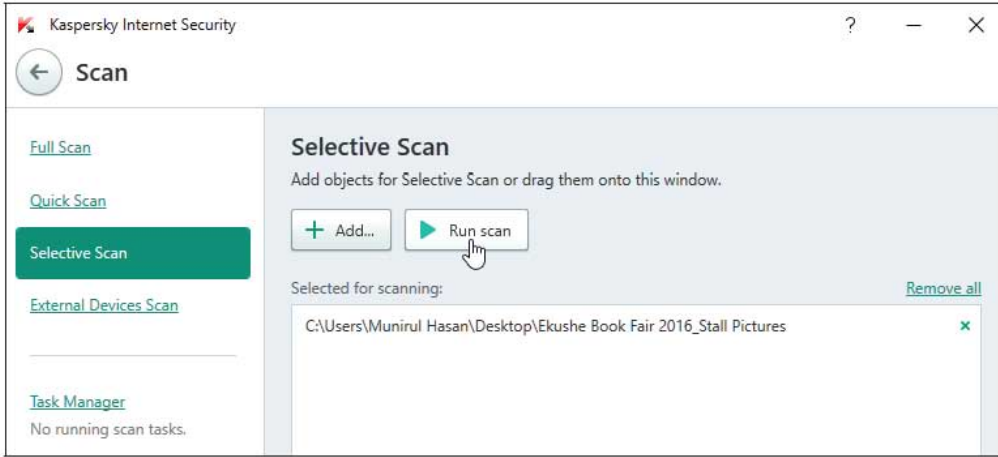 Kaspersky Internet Security
?
Scan
Full Scan
Quick Scan
Selective Scan
External Devices Scan
Task Manager
No running scan tasks.
Selective Scan
Add objects for Selective Scan or drag them onto this window.
+ Add...
Run scan
Selected for scanning:
Remove all
C:\Users\Munirul Hasan\Desktop\Ekushe Book Fair 2016_Stall Pictures